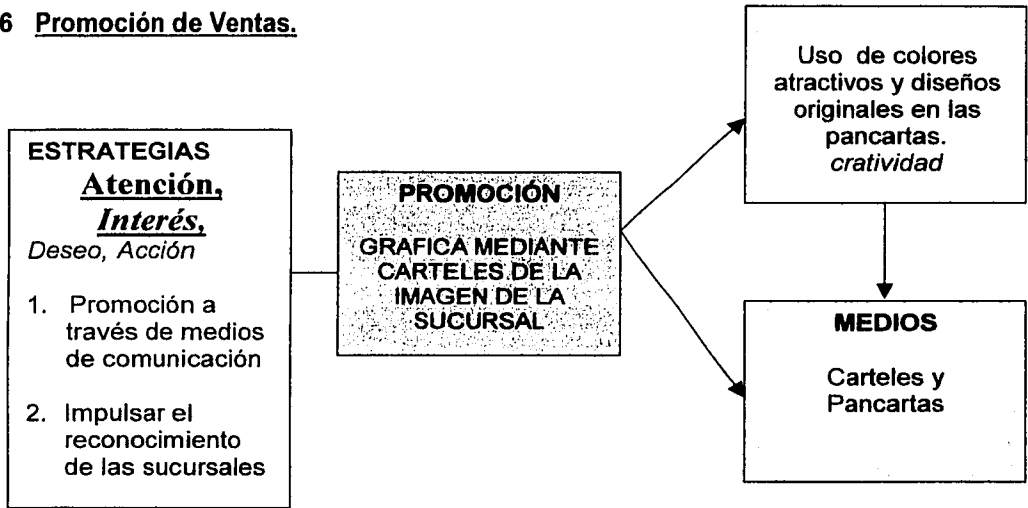 6 Promoción de Ventas.
ESTRATEGIAS
Atención,
Interés,
Deseo, Acción
1. Promoción a
través de medios
de comunicación
2. Impulsar el
reconocimiento
de las sucursales
PROMOCIÓN
GRAFICA MEDIANTE
CARTELES DE LA
IMAGEN DE LA
SUCURSAL
Uso de colores
atractivos y diseños
originales en las
pancartas.
cratividad
MEDIOS
Carteles y
Pancartas